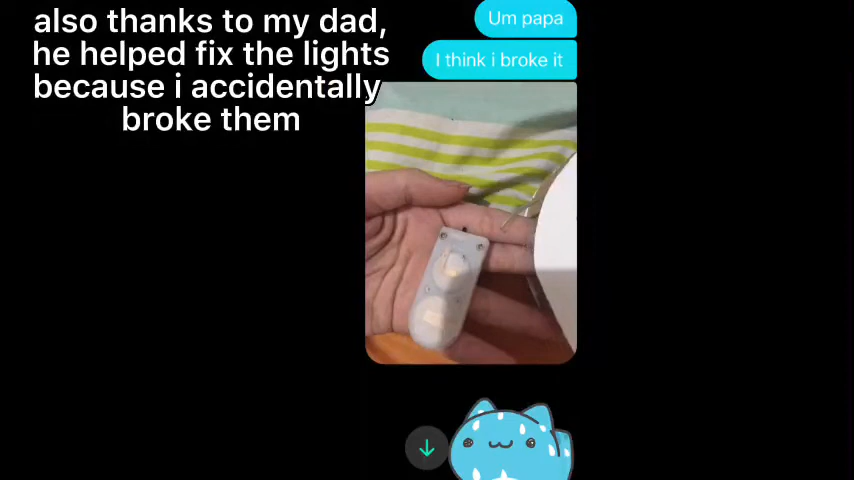 also thanks to my dad,
he helped fix the lights
because i accidentally
broke them
Um papa
I think i broke it